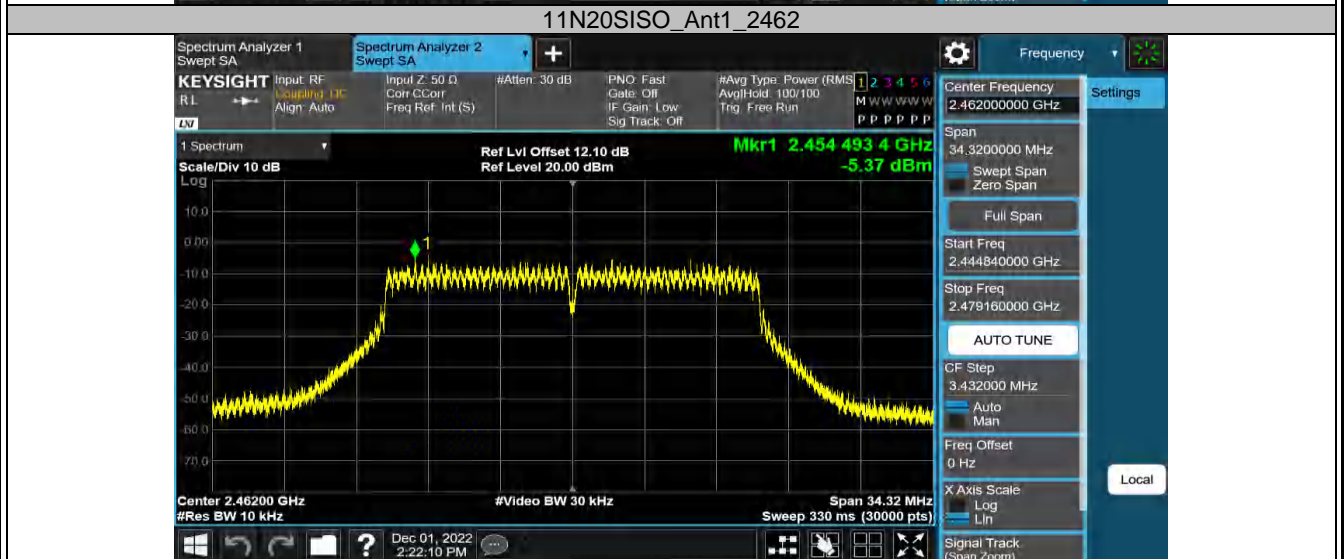 11N20SISO_Ant1_2462
Spectrum Analyzer 1
Swept SA
Spectrum Analyzer 2
Swept SA
Frequency
KEYSIGHT
RL
LXI
Input: RF
Coupling: DC
Align: Auto
Input Z: 50 Ω
Corr CCorr
Freq Ref: Int (S)
#Atten: 30 dB
PNO: Fast
Gate: Off
IF Gain: Low
Sig Track: Off
#Avg Type: Power (RMS
Avg|Hold: 100/100
Trig: Free Run
1 2 3 4 5 6
M W W W W W
P P P P P P
1 Spectrum
Scale/Div 10 dB
Log
Ref Lvl Offset 12.10 dB
Ref Level 20.00 dBm
Mkr1 2.454 493 4 GHz
-5.37 dBm
10.0
0.00
-10.0
-20.0
-30.0
-40.0
-50.0
-60.0
-70.0
1
Center 2.46200 GHz
#Res BW 10 kHz
#Video BW 30 kHz
Span 34.32 MHz
Sweep 330 ms (30000 pts)
Center Frequency
2.462000000 GHz
Settings
Span
34.3200000 MHz
Swept Span
Zero Span
Full Span
Start Freq
2.444840000 GHz
Stop Freq
2.479160000 GHz
AUTO TUNE
CF Step
3.432000 MHz
Auto
Man
Freq Offset
0 Hz
X Axis Scale
Log
Lin
Local
Signal Track
(Span Zoom)
?
Dec 01, 2022
2:22:10 PM